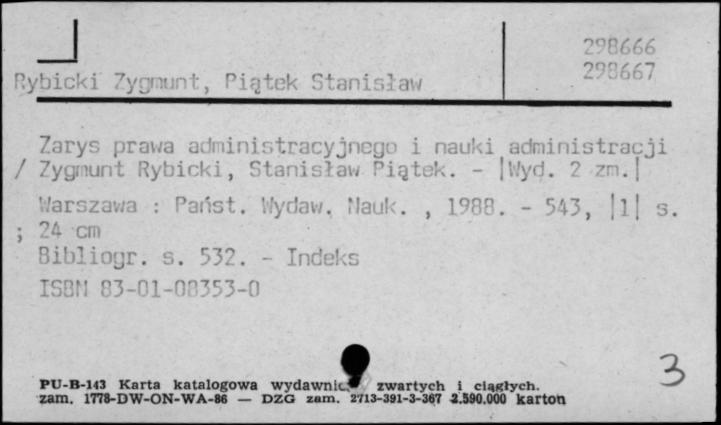 298666
298667
Rybicki Zygmunt, Piątek Stanisław
Zarys prawa administracyjnego i nauki administracji
/ Zygmunt Rybicki, Stanisław Piątek. - |Wyd. 2 zm.|
Warszawa : Państ. Wydaw. Nauk. , 1988. - 543, |1| s.
; 24 cm
Bibliogr. s. 532. - Indeks
ISBN 83-01-08353-0
3
PU-B-143 Karta katalogowa zwartych i ciągłych.
zam. 1778-DW-ON-WA-86 — DZG zam. 2713-391-3-367 2.590.000 karton